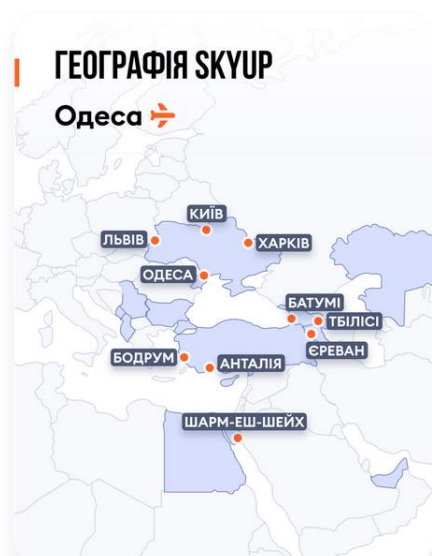 ГЕОГРАФІЯ SKYUP
Одеса
КИЇВ
ЛЬВІВ
ХАРКІВ
ОДЕСА
БАТУМІ
ТБІЛІСІ
ЄРЕВАН
БОДРУМ
АНТАЛІЯ
ШАРМ-ЕШ-ШЕЙХ